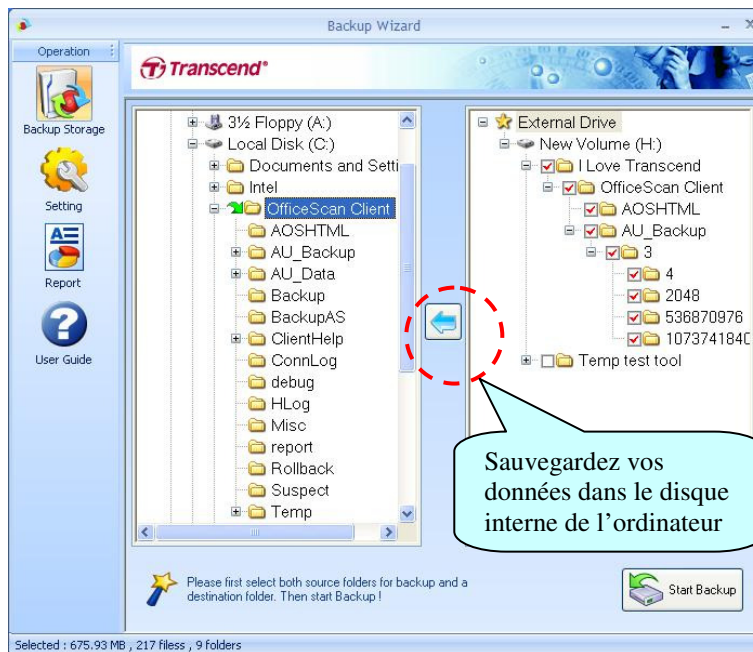 Backup Wizard
Operation
Backup Storage
Setting
Report
User Guide
Transcend®
3½ Floppy (A:)
Local Disk (C:)
Documents and Setti
Intel
OfficeScan Client
AOSHTML
AU_Backup
AU_Data
Backup
BackupAS
ClientHelp
ConnLog
debug
HLog
Misc
report
Rollback
Suspect
Temp
External Drive
New Volume (H:)
I Love Transcend
OfficeScan Client
AOSHTML
AU_Backup
3
4
2048
536870976
1073741840
Temp test tool
Sauvegardez vos
données dans le disque
interne de l’ordinateur
Please first select both source folders for backup and a
destination folder. Then start Backup !
Start Backup
Selected : 675.93 MB , 217 filess , 9 folders